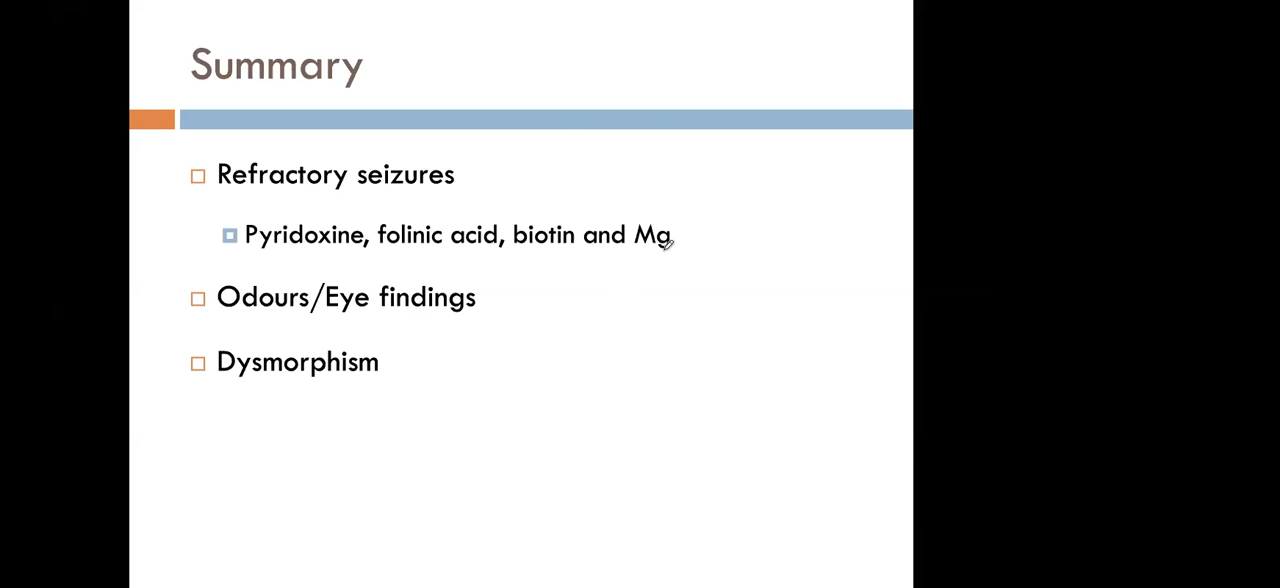 Summary
Refractory seizures
Pyridoxine, folinic acid, biotin and Mg
Odours/Eye findings
Dysmorphism